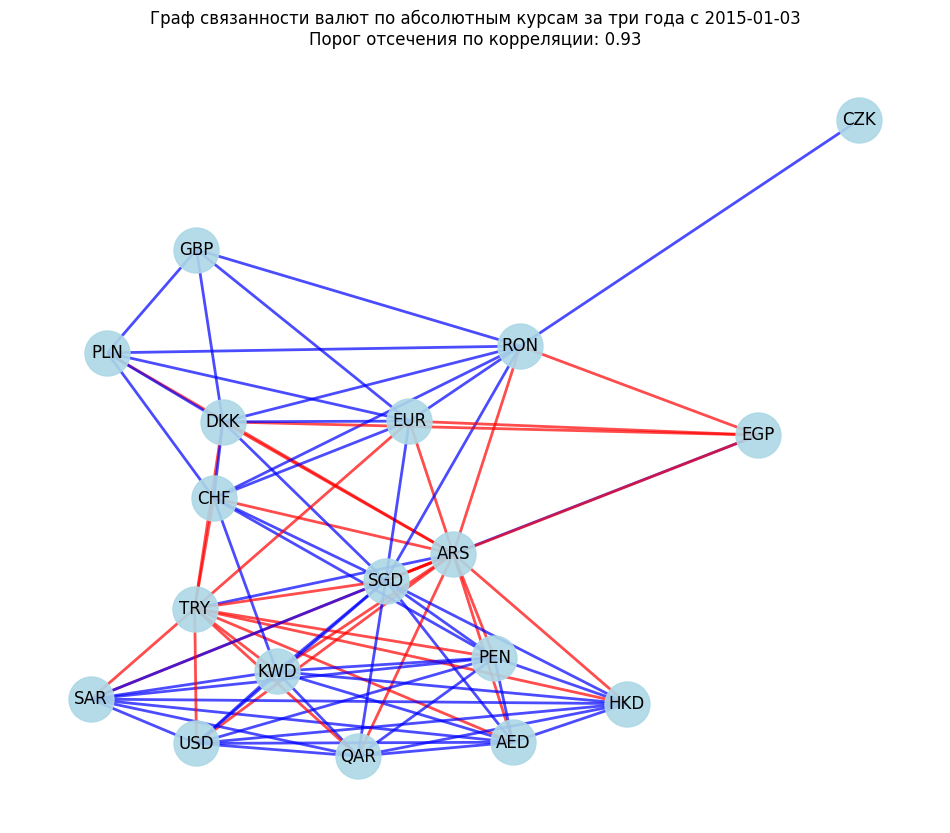 Граф связанности валют по абсолютным курсам за три года с 2015-01-03
Порог отсечения по корреляции: 0.93
CZK
GBP
RON
PLN
DKK
EUR
EGP
CHF
ARS
SGD
TRY
PEN
KWD
SAR
HKD
USD
AED
QAR